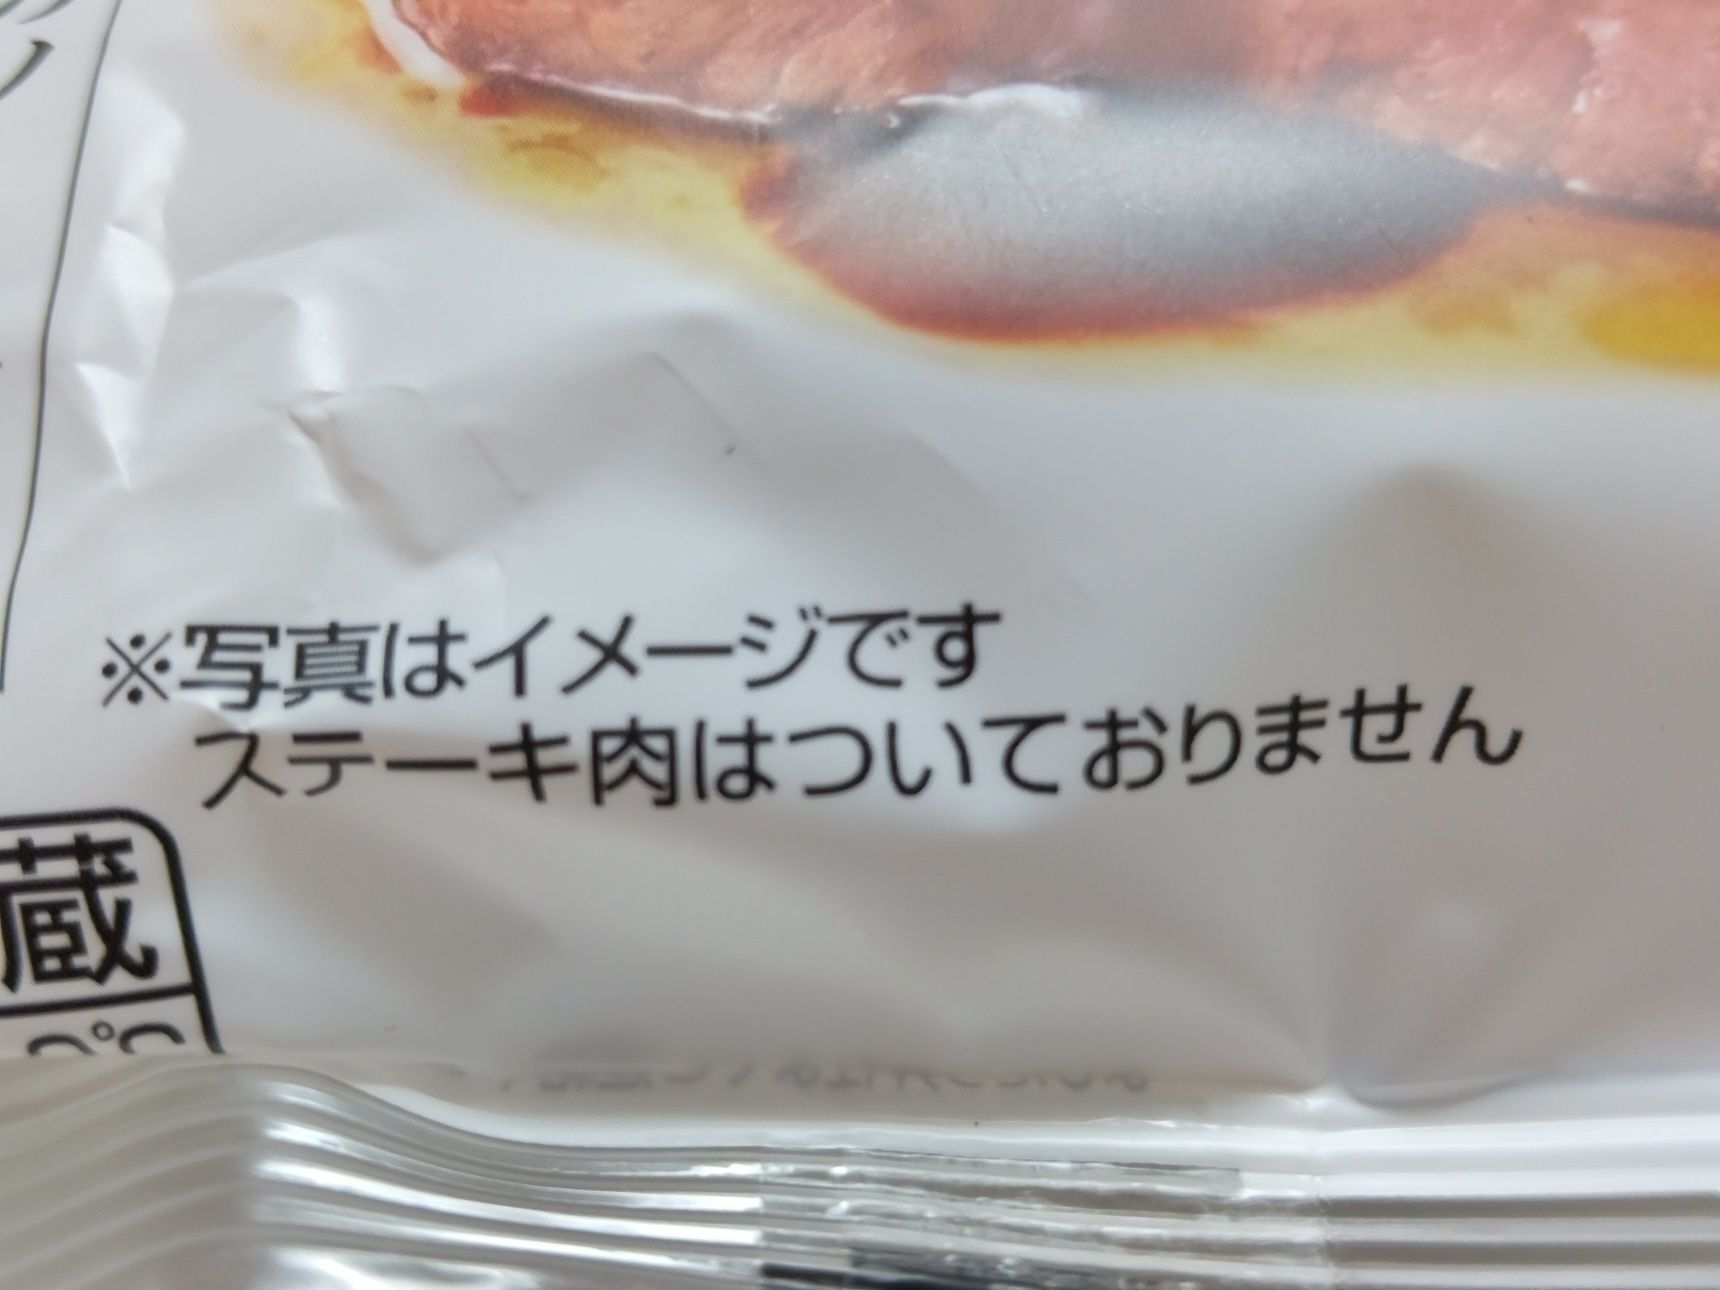 ※写真はイメージです
ステーキ肉はついておりません
蔵